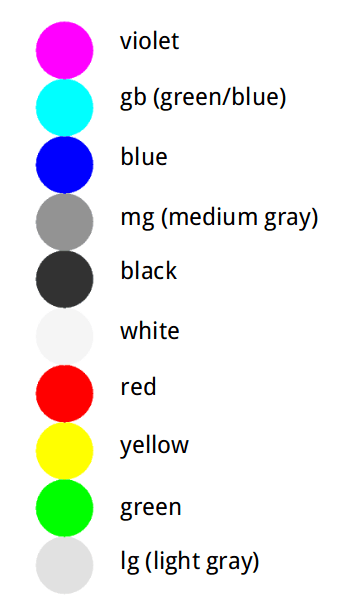 violet
gb (green/blue)
blue
mg (medium gray)
black
white
red
yellow
green
lg (light gray)